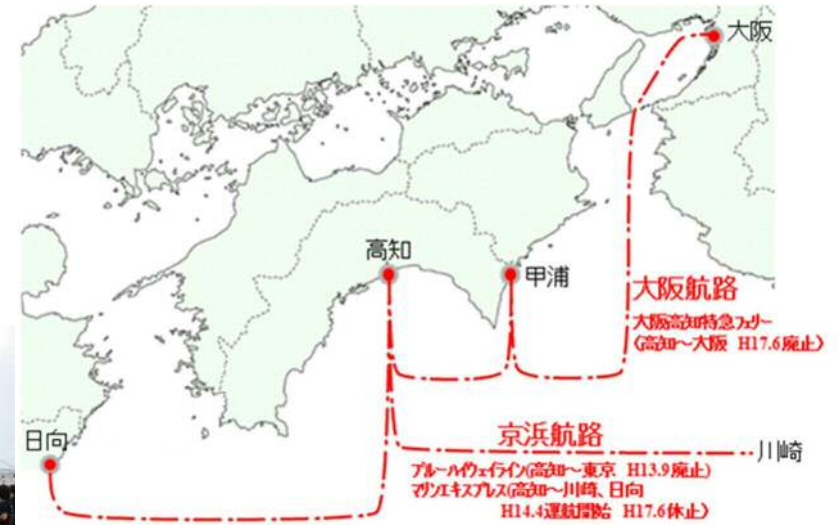 大阪
高知
甲浦
大阪航路
大阪高知特急フェリー
(高知～大阪 H17.6廃止)
日向
京浜航路
川崎
ブルーハイウェイライン(高知～東京 H13.9廃止)
マリンエキスプレス(高知～川崎、日向
H14.4運航開始 H17.6休止)